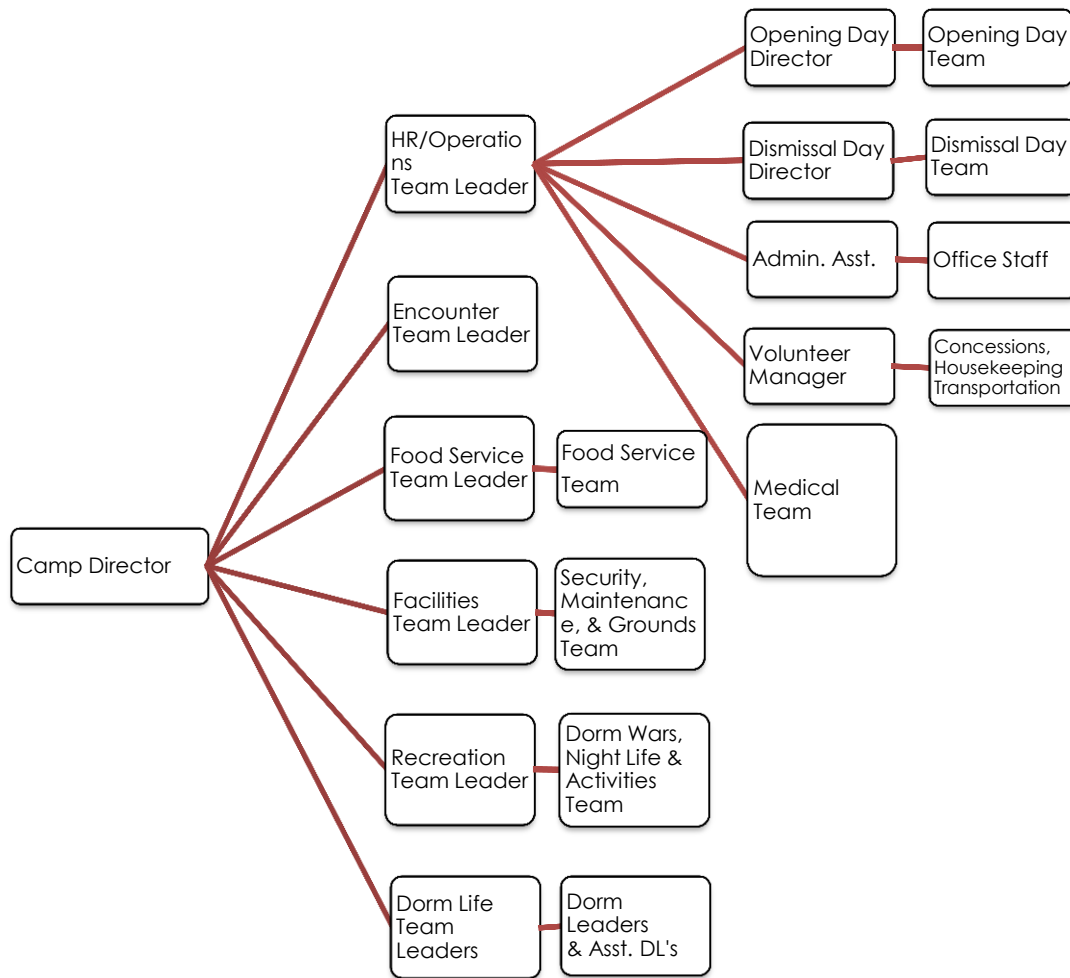 Opening Day
Director
Opening Day
Team
HR/Operatio
ns
Team Leader
Dismissal Day
Director
Dismissal Day
Team
Admin. Asst.
Office Staff
Encounter
Team Leader
Volunteer
Manager
Concessions,
Housekeeping
Transportation
Food Service
Team Leader
Food Service
Team
Medical
Team
Camp Director
Facilities
Team Leader
Security,
Maintenanc
e, & Grounds
Team
Recreation
Team Leader
Dorm Wars,
Night Life &
Activities
Team
Dorm Life
Team
Leaders
Dorm
Leaders
& Asst. DL's